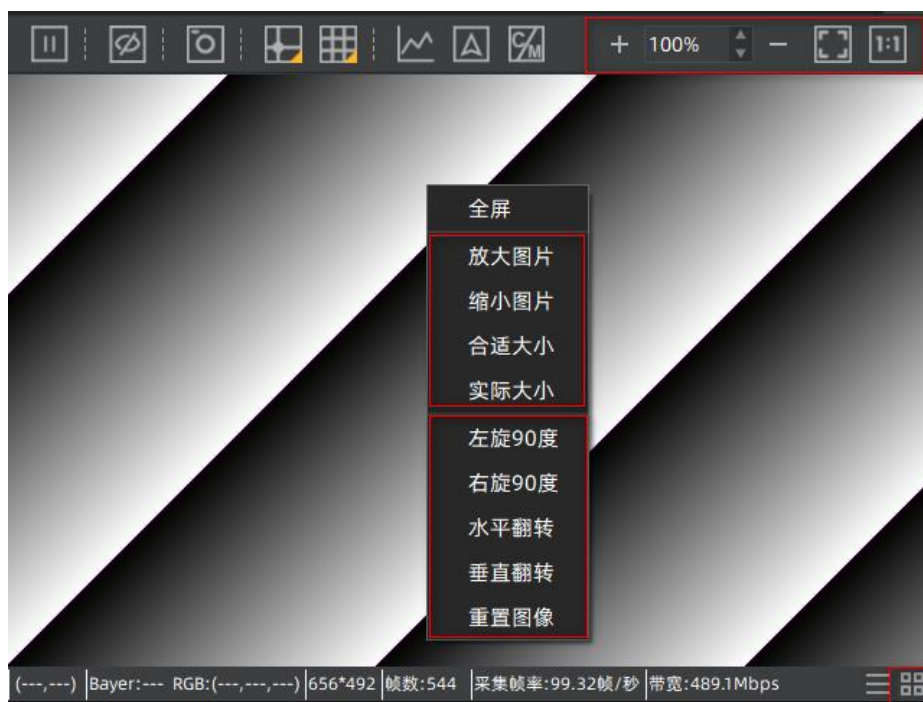 C/M + 100% − 1:1
全屏
放大图片
缩小图片
合适大小
实际大小
左旋90度
右旋90度
水平翻转
垂直翻转
重置图像
(---,---) Bayer:--- RGB:(---,---,---) 656*492 帧数:544 采集帧率:99.32帧/秒 带宽:489.1Mbps